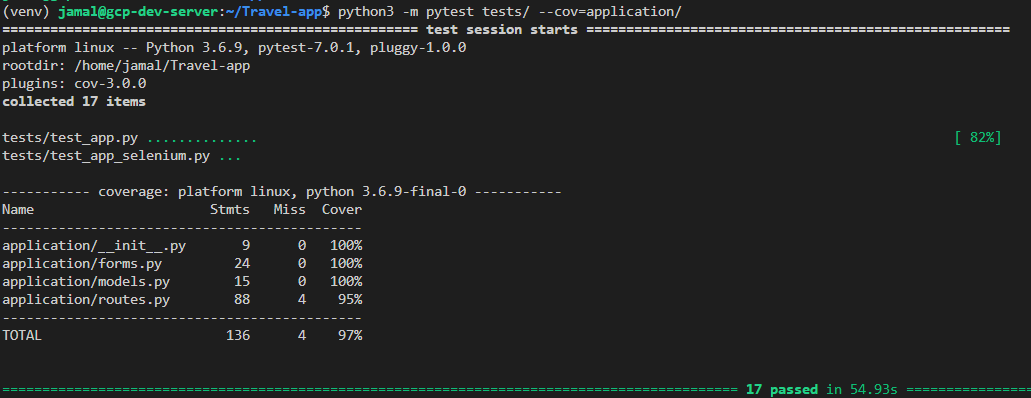 (venv) jamal@gcp-dev-server:~/Travel-app$ python3 -m pytest tests/ --cov=application/
==================================================== test session starts =====================================================
platform linux -- Python 3.6.9, pytest-7.0.1, pluggy-1.0.0
rootdir: /home/jamal/Travel-app
plugins: cov-3.0.0
collected 17 items
tests/test_app.py .............. [ 82%]
tests/test_app_selenium.py ...
----------- coverage: platform linux, python 3.6.9-final-0 -----------
Name Stmts Miss Cover
---------------------------------------------
application/__init__.py 9 0 100%
application/forms.py 24 0 100%
application/models.py 15 0 100%
application/routes.py 88 4 95%
---------------------------------------------
TOTAL 136 4 97%
============================================================================================ 17 passed in 54.93s ================